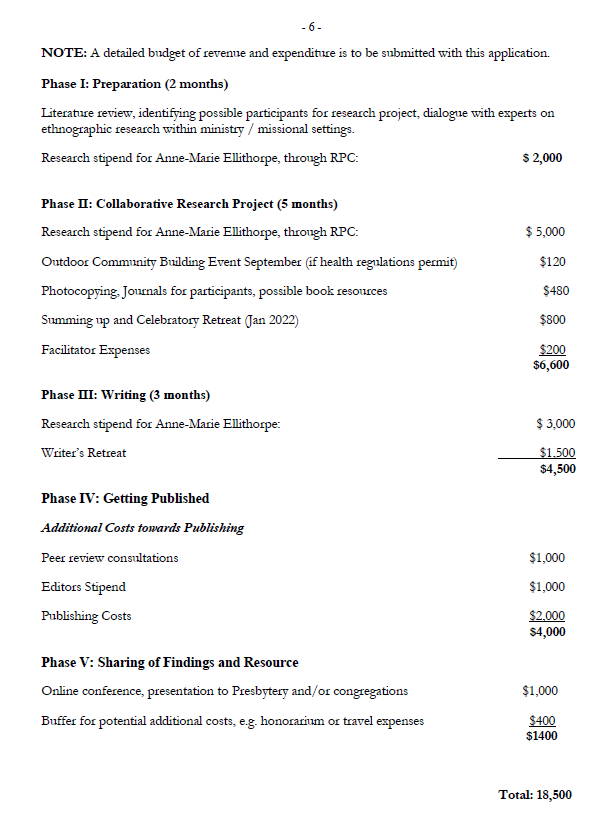 - 6 -
NOTE: A detailed budget of revenue and expenditure is to be submitted with this application.
Phase I: Preparation (2 months)
Literature review, identifying possible participants for research project, dialogue with experts on
ethnographic research within ministry / missional settings.
Research stipend for Anne-Marie Ellithorpe, through RPC: $ 2,000
Phase II: Collaborative Research Project (5 months)
Research stipend for Anne-Marie Ellithorpe, through RPC: $ 5,000
Outdoor Community Building Event September (if health regulations permit) $120
Photocopying, Journals for participants, possible book resources $480
Summing up and Celebratory Retreat (Jan 2022) $800
Facilitator Expenses $200
$6,600
Phase III: Writing (3 months)
Research stipend for Anne-Marie Ellithorpe: $ 3,000
Writer's Retreat $1,500
$4,500
Phase IV: Getting Published
Additional Costs towards Publishing
Peer review consultations $1,000
Editors Stipend $1,000
Publishing Costs $2,000
$4,000
Phase V: Sharing of Findings and Resource
Online conference, presentation to Presbytery and/or congregations $1,000
Buffer for potential additional costs, e.g. honorarium or travel expenses $400
$1400
Total: 18,500